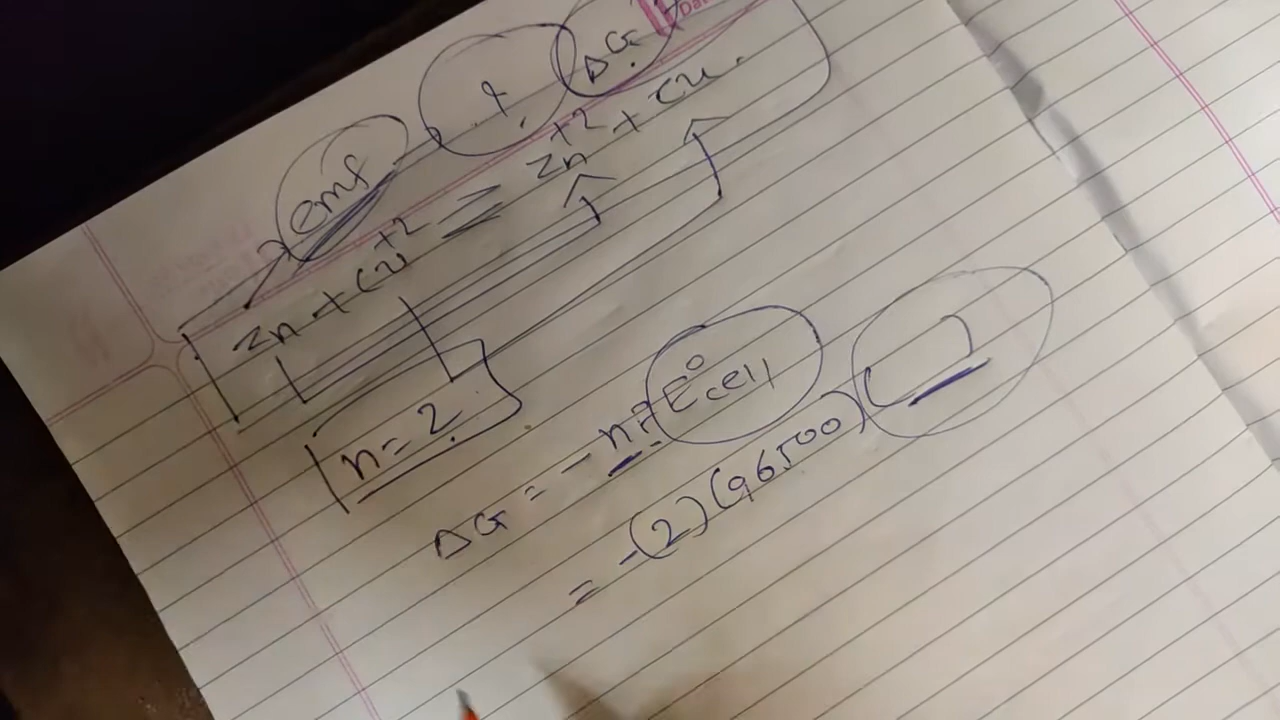 emf & ΔG
Zn + Cu+2 = Zn+2 + Cu.
n = 2
ΔG = - nF E°cell
= -(2)(96500)( )